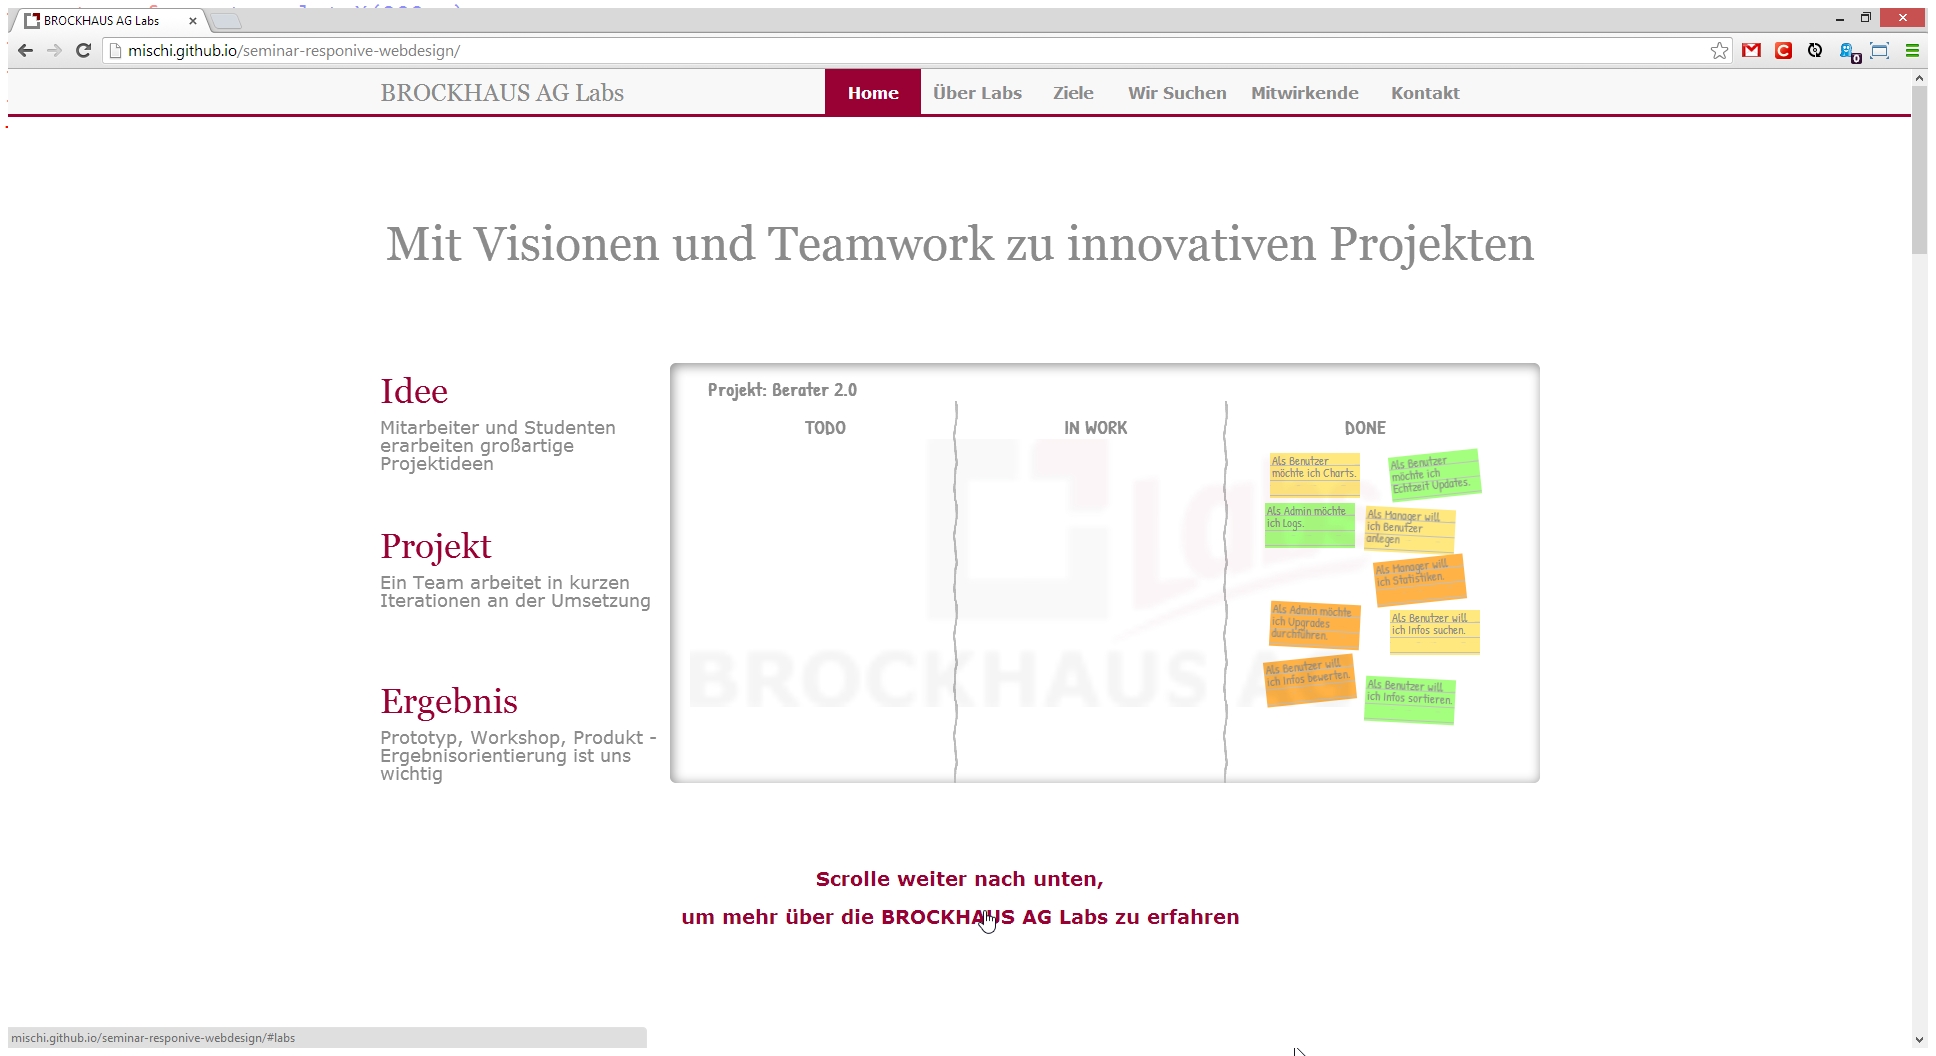 BROCKHAUS AG Labs
mischi.github.io/seminar-responive-webdesign/
0
BROCKHAUS AG Labs
Home Über Labs Ziele Wir Suchen Mitwirkende Kontakt
Mit Visionen und Teamwork zu innovativen Projekten
Idee
Mitarbeiter und Studenten
erarbeiten großartige
Projektideen
Projekt
Ein Team arbeitet in kurzen
Iterationen an der Umsetzung
Ergebnis
Prototyp, Workshop, Produkt -
Ergebnisorientierung ist uns
wichtig
Projekt: Berater 2.0
TODO
IN WORK
DONE
Als Benutzer
möchte ich Charts.
Als Benutzer
möchte ich
Echtzeit Updates.
Als Admin möchte
ich Logs.
Als Manager will
ich Benutzer
anlegen
Als Manager will
ich Statistiken.
Als Admin möchte
ich Upgrades
durchführen.
Als Benutzer will
ich Infos suchen.
Als Benutzer will
ich Infos bewerten.
Als Benutzer will
ich Infos sortieren.
Labs
BROCKHAUS AG
Scrolle weiter nach unten,
um mehr über die BROCKHAUS AG Labs zu erfahren
mischi.github.io/seminar-responive-webdesign/#labs